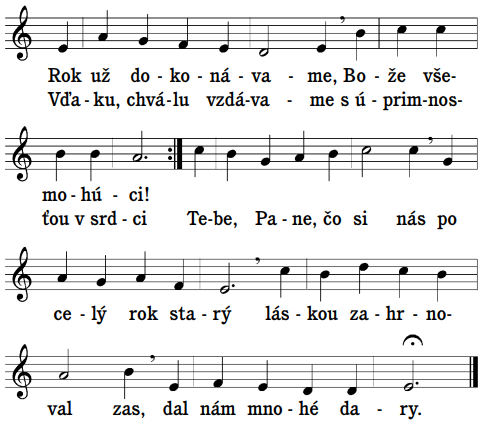 Rok už do - ko - ná - va - me, Bo - že vše-
Vďa - ku, chvá - lu vzdá - va - me s ú - prim - nos-
mo - hú - ci!
ťou v srd - ci Te - be, Pa - ne, čo si nás po
ce - lý rok sta - rý lás - kou za - hr - no-
val zas, dal nám mno - hé da - ry.